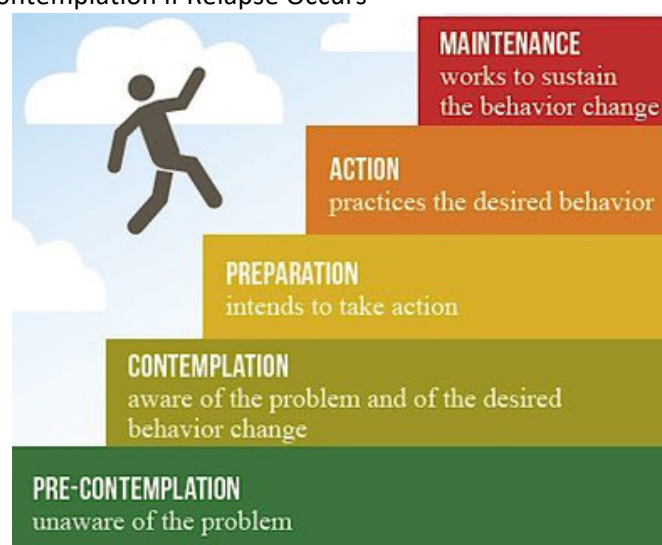 ontemplation if Relapse Occurs
MAINTENANCE
works to sustain
the behavior change
ACTION
practices the desired behavior
PREPARATION
intends to take action
CONTEMPLATION
aware of the problem and of the desired
behavior change
PRE-CONTEMPLATION
unaware of the problem